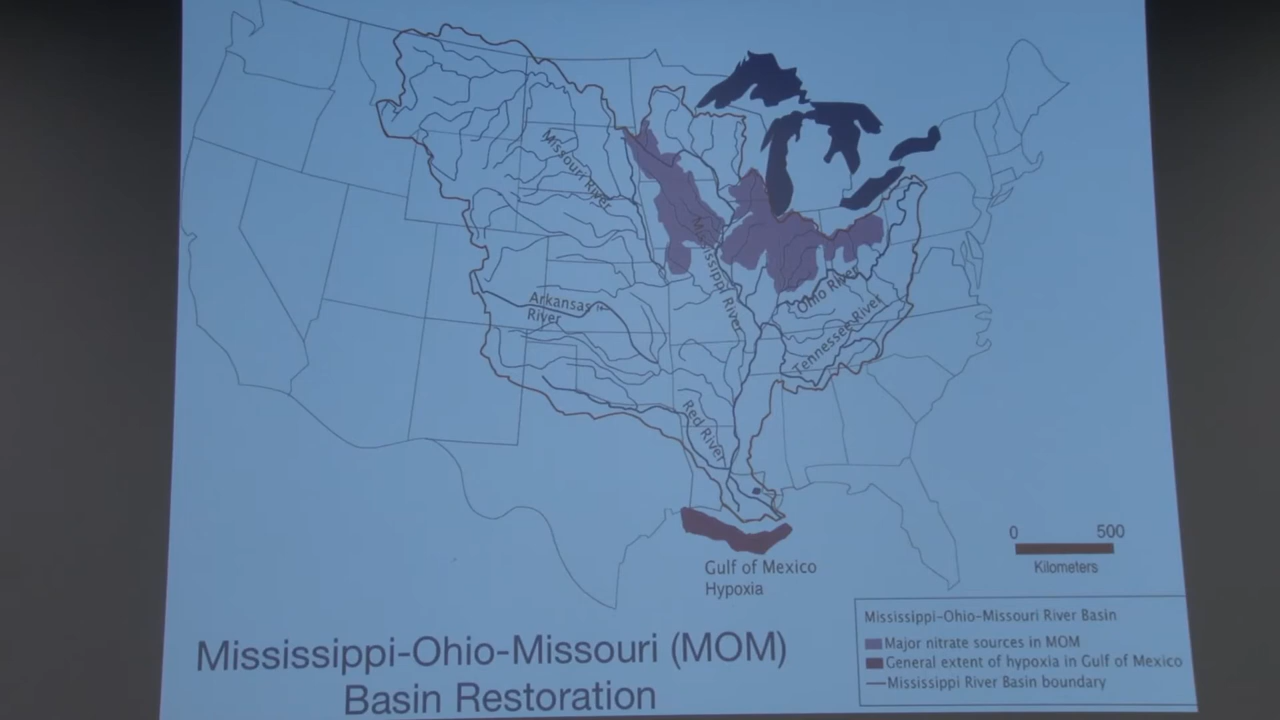 Missouri River
Mississippi River
Ohio River
Arkansas
River
Tennessee River
Red River
0 500
Kilometers
Gulf of Mexico
Hypoxia
Mississippi-Ohio-Missouri River Basin
Major nitrate sources in MOM
General extent of hypoxia in Gulf of Mexico
Mississippi River Basin boundary
Mississippi-Ohio-Missouri (MOM)
Basin Restoration